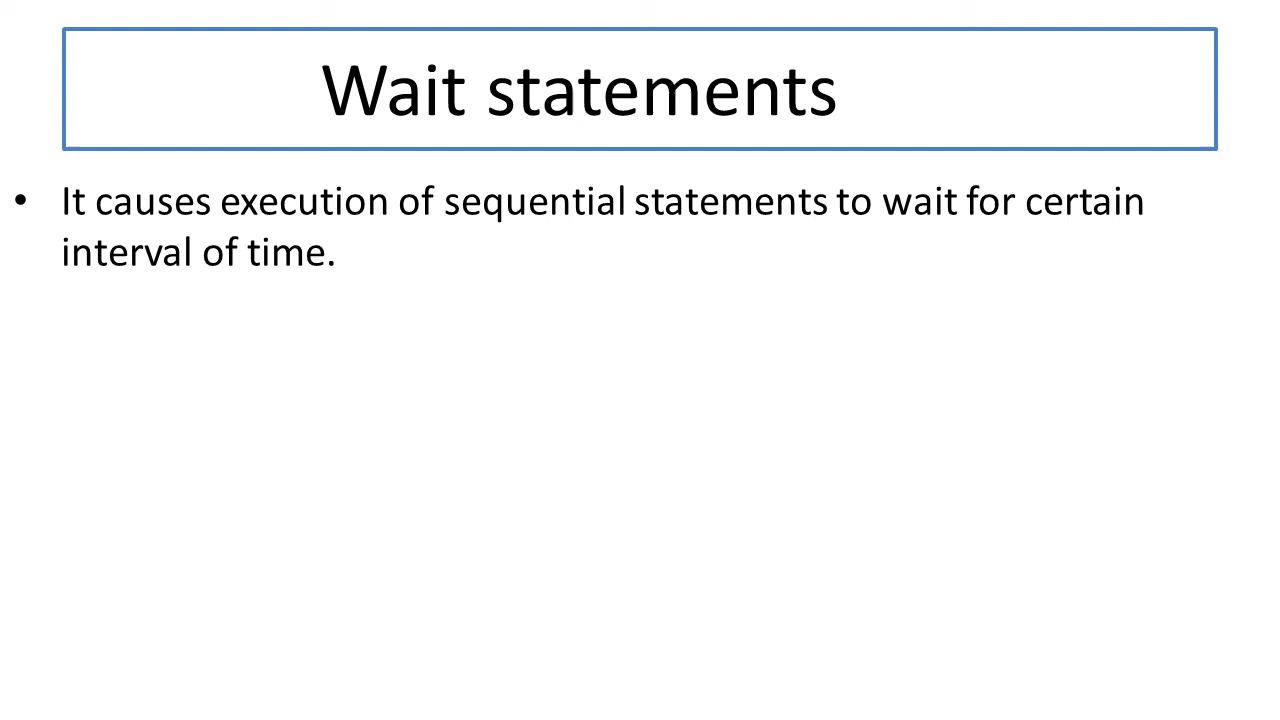 Wait statements
• It causes execution of sequential statements to wait for certain
interval of time.